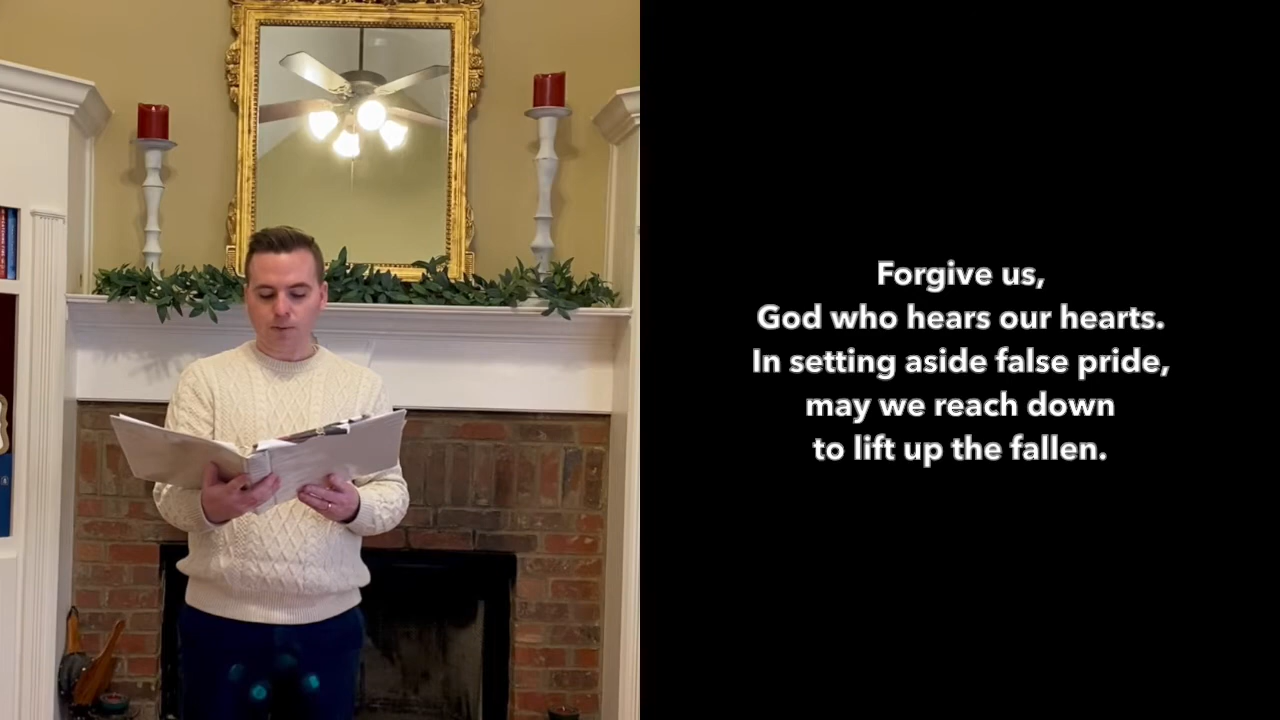 Forgive us,
God who hears our hearts.
In setting aside false pride,
may we reach down
to lift up the fallen.